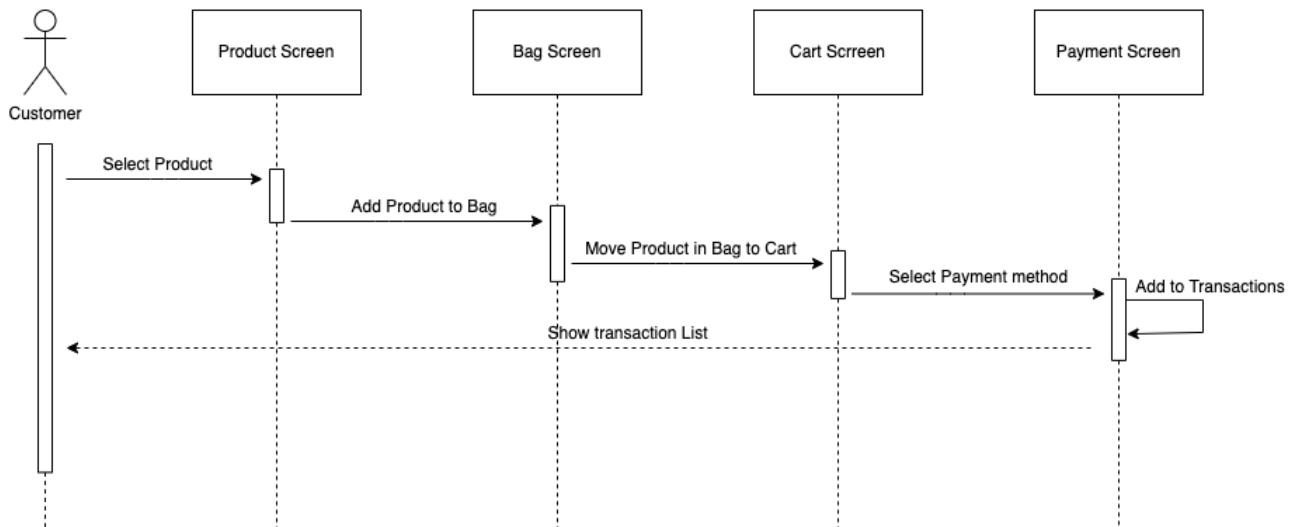 Product Screen
Bag Screen
Cart Scrreen
Payment Screen
Customer
Select Product
Add Product to Bag
Move Product in Bag to Cart
Select Payment method
Add to Transactions
Show transaction List